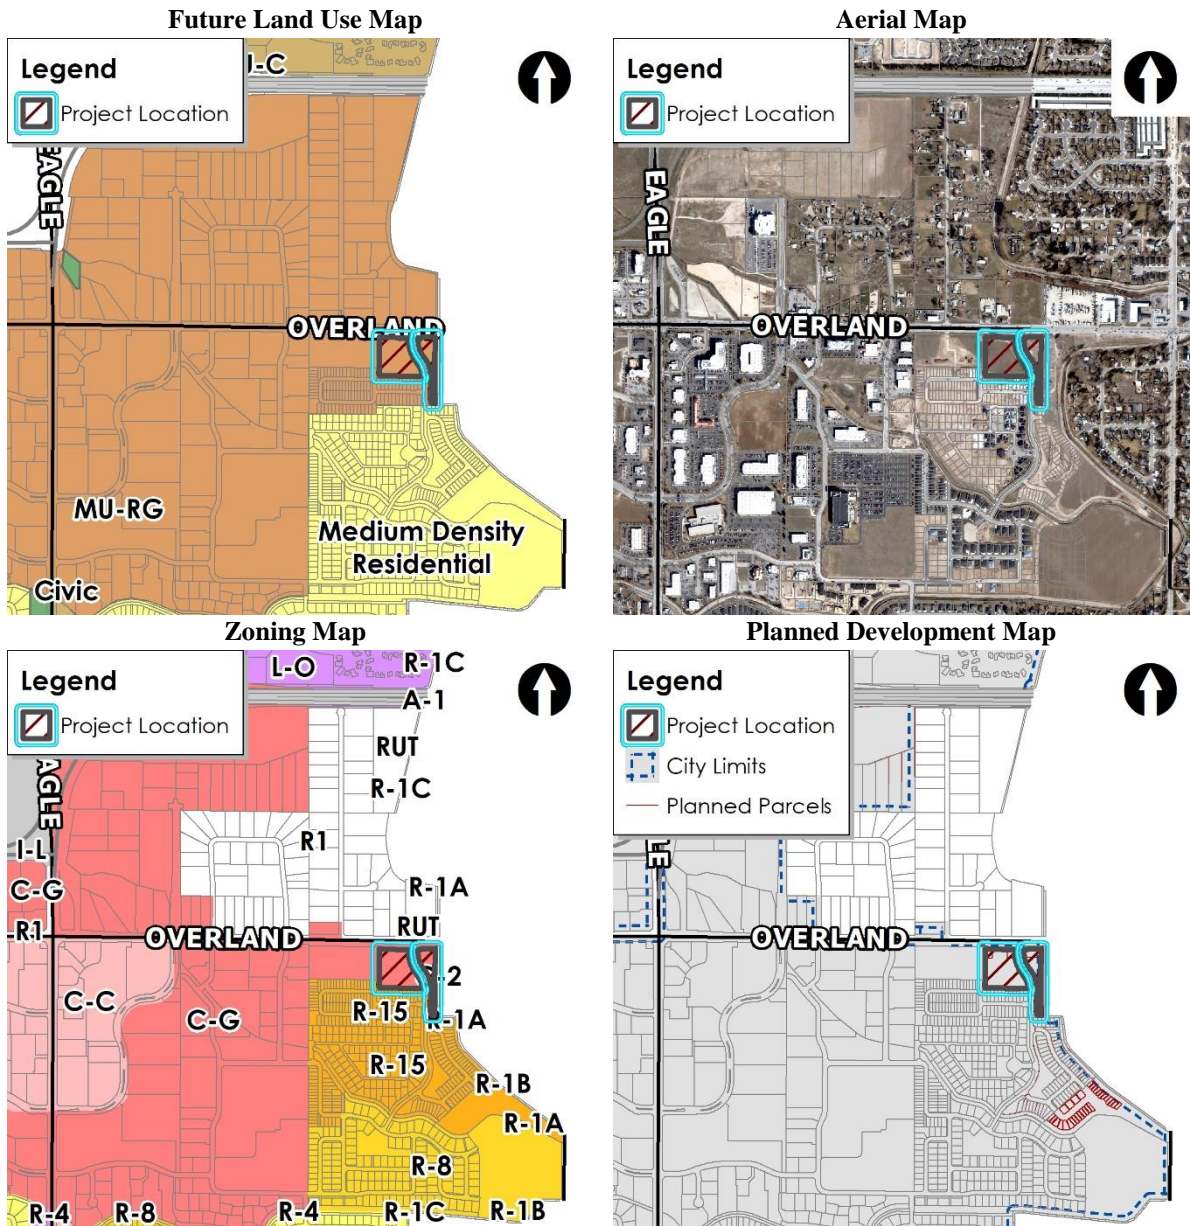 Future Land Use Map
Legend
Project Location
EAGLE
OVERLAND
MU-RG
Medium Density
Residential
Civic
Aerial Map
Legend
Project Location
EAGLE
OVERLAND
Zoning Map
Legend
Project Location
L-O
R-1C
A-1
RUT
R-1C
AGLE
R1
I-L
C-G
R-1A
R1
RUT
OVERLAND
-2
C-C
C-G
R-15
R-1A
R-15
R-1B
R-1A
R-8
R-4
R-8
R-4
R-1C
R-1B
Planned Development Map
Legend
Project Location
City Limits
Planned Parcels
LE
OVERLAND